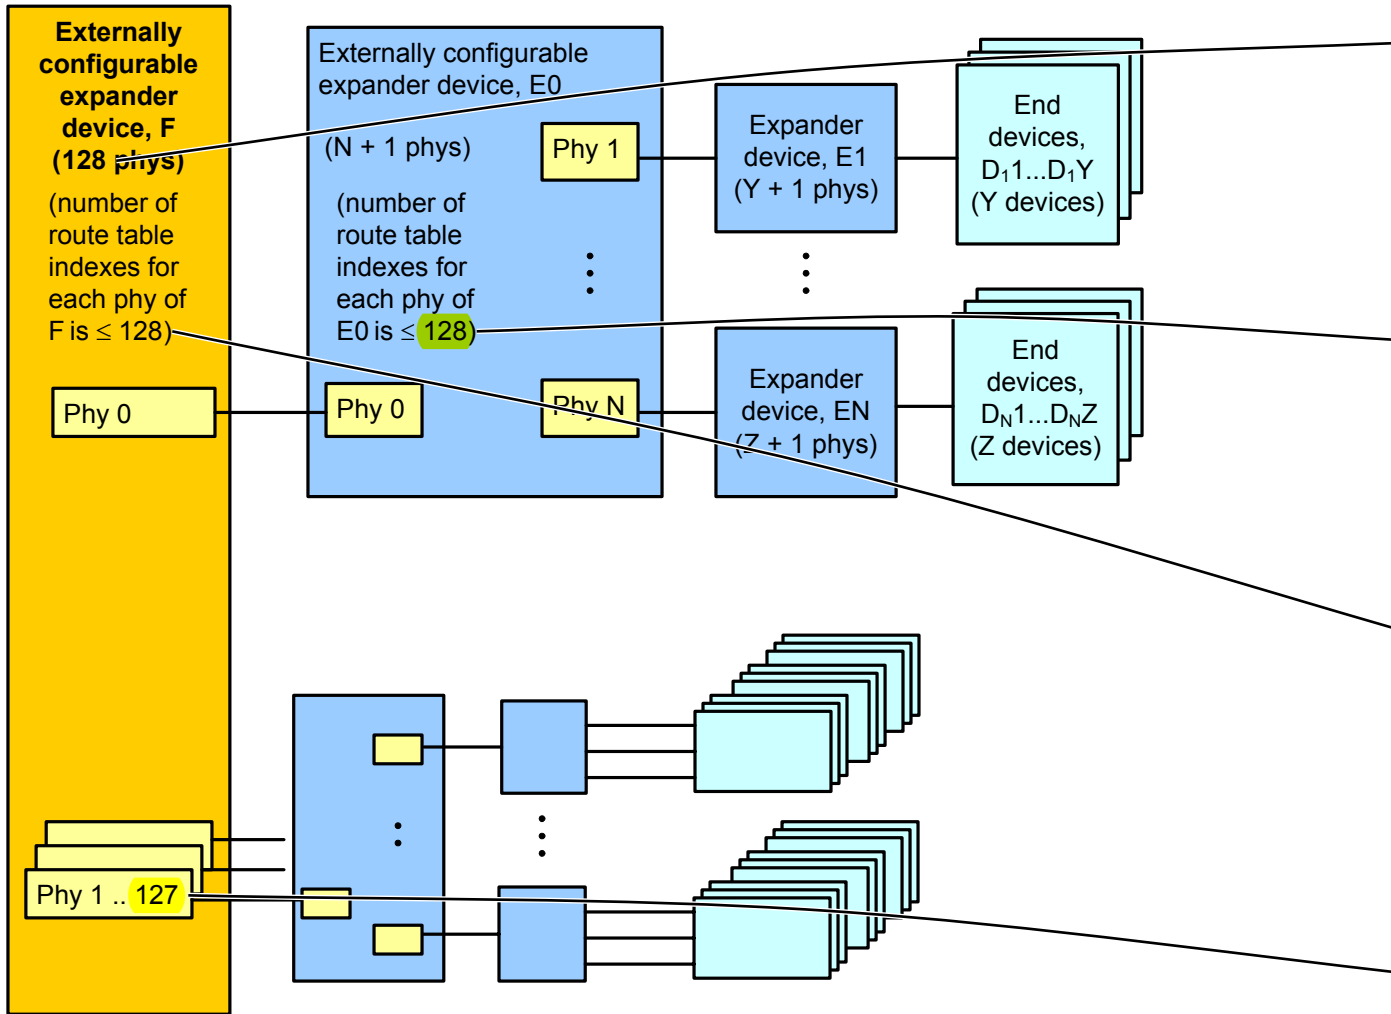 Externally
configurable
expander
device, F
(128 phys)
(number of
route table
indexes for
each phy of
F is ≤ 128)
Phy 0
Phy 1 .. 127
Externally configurable
expander device, E0
(N + 1 phys)
(number of
route table
indexes for
each phy of
E0 is ≤ 128)
Phy 0
Phy 1
Phy N
Expander
device, E1
(Y + 1 phys)
Expander
device, EN
(Z + 1 phys)
End
devices,
D₁1...D₁Y
(Y devices)
End
devices,
D_N1...D_NZ
(Z devices)